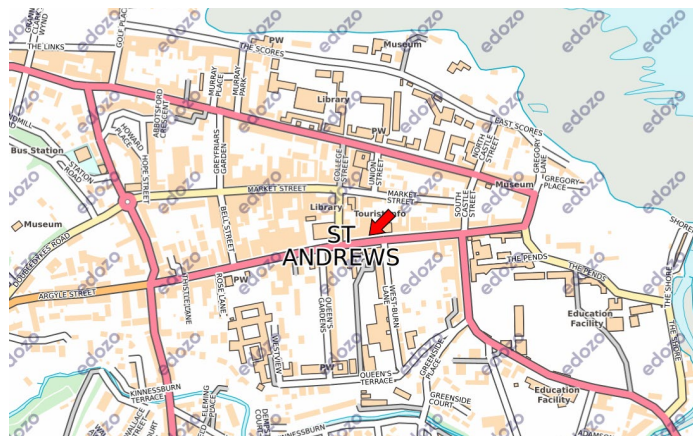 THE LINKS
GOLF PLACE
THE SCORES
PW
Museum
MURRAY PLACE
MURRAY PARK
Library
PW
EAST SCORES
ABBOTSFORD CRESCENT
HOWARD PLACE
HOPE STREET
GREYFRIARS GARDEN
COLLEGE STREET
UNION STREET
NORTH CASTLE STREET
GREGORY LANE
GREGORY PLACE
Bus Station
STATION ROAD
MARKET STREET
MARKET STREET
Museum
Library
Tourist Info
SOUTH CASTLE STREET
BELL STREET
Museum
DOUBLEDYKES ROAD
ST
ANDREWS
THE PENDS
THE PENDS
ARGYLE STREET
PW
THISTLE LANE
ROSE LANE
QUEEN'S GARDENS
WEST BURN LANE
THE SHORE
THE SHORE
Education
Facility
WESTVIEW
PW
QUEEN'S
TERRACE
GREENSIDE PLACE
GREENSIDE
COURT
Education
Facility
KINNESSBURN
TERRACE
edozo